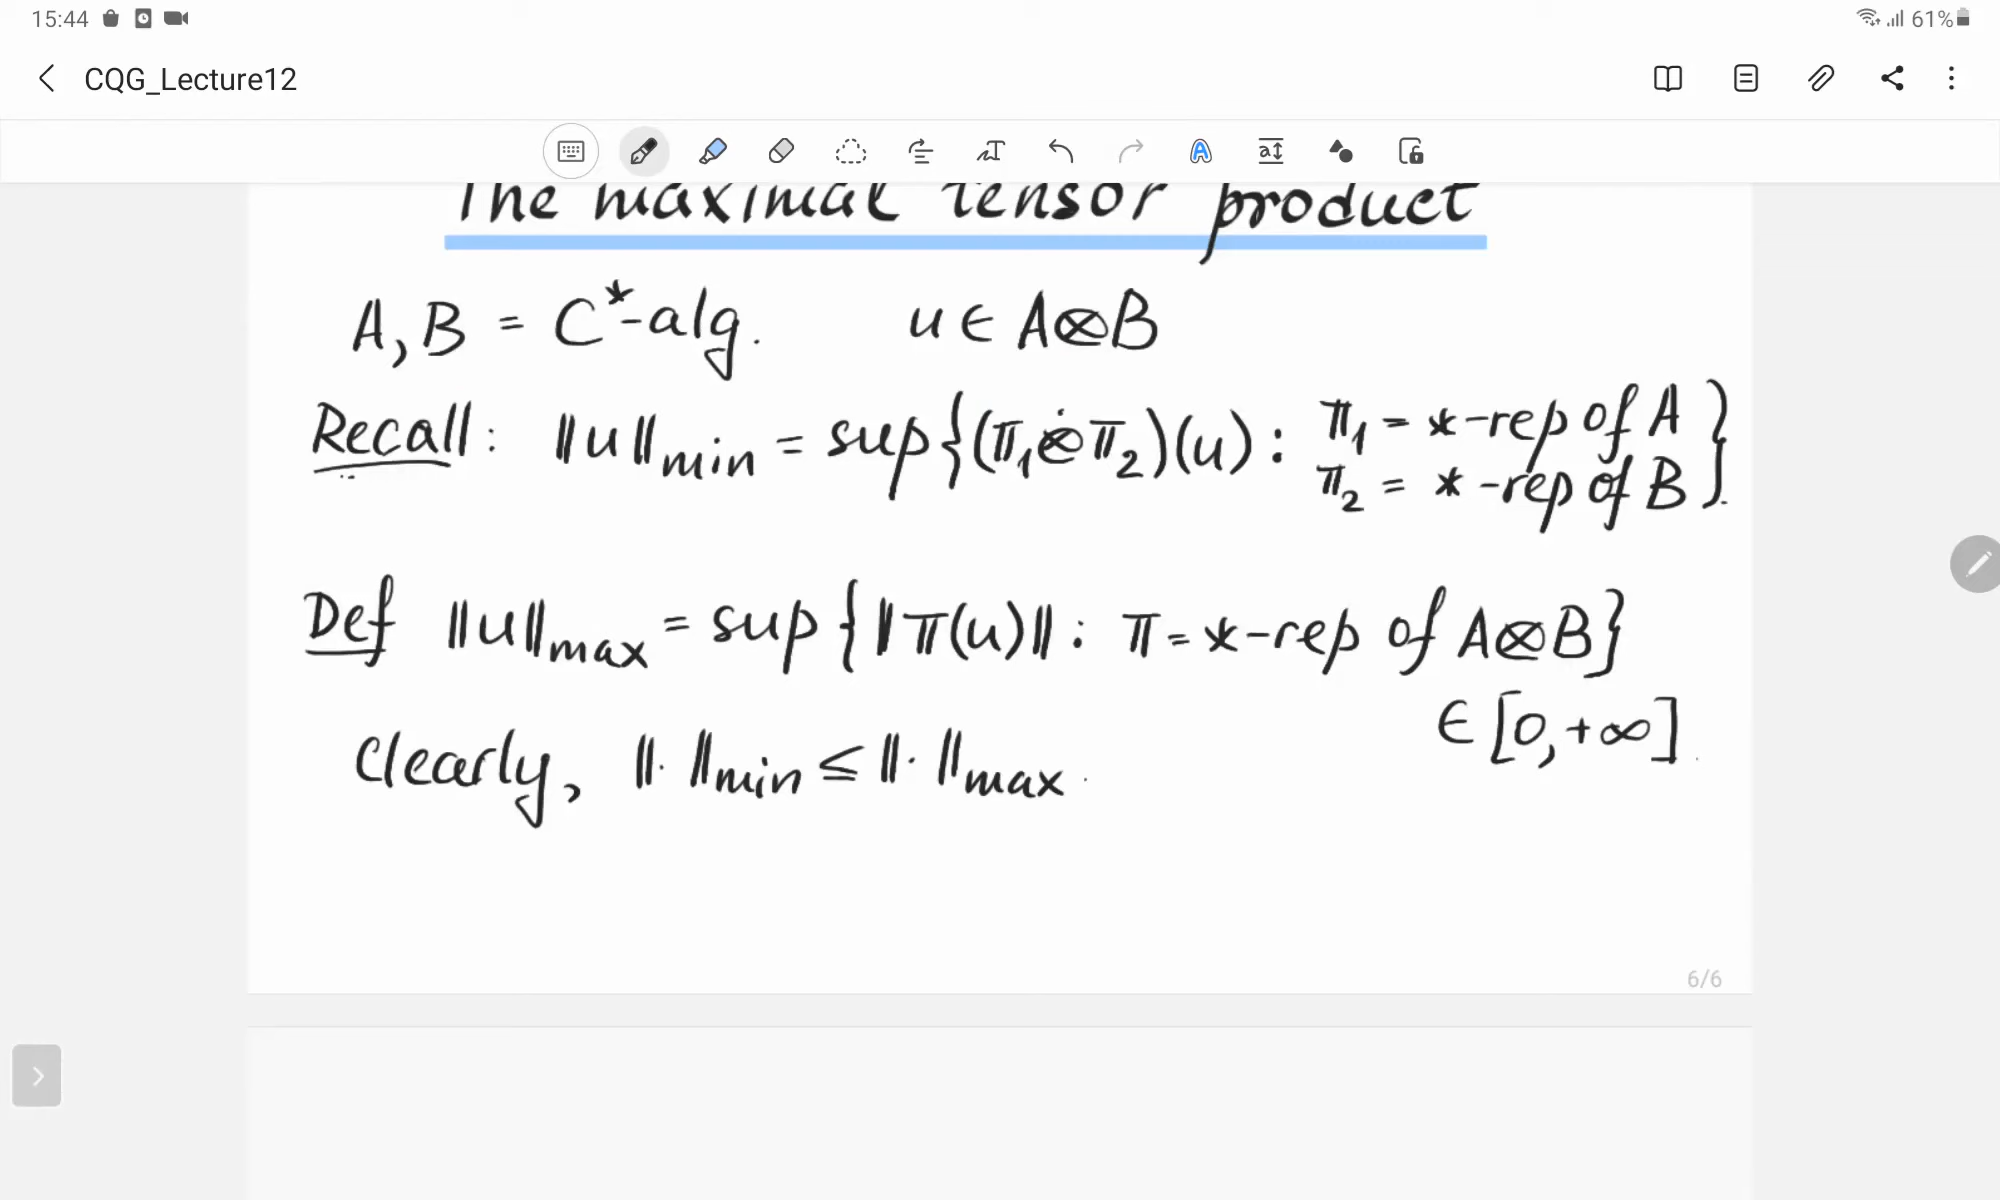 15:44 61%
CQG_Lecture12
The maximal tensor product
A, B = C*-alg. u ∈ A⊗B
Recall: ‖u‖min = sup{(π₁⊗̇π₂)(u) : π₁ = *-rep of A
π₂ = *-rep of B}.
Def ‖u‖max = sup{‖π(u)‖ : π = *-rep of A⊗B}
∈ [0, +∞].
Clearly, ‖·‖min ≤ ‖·‖max.
6/6